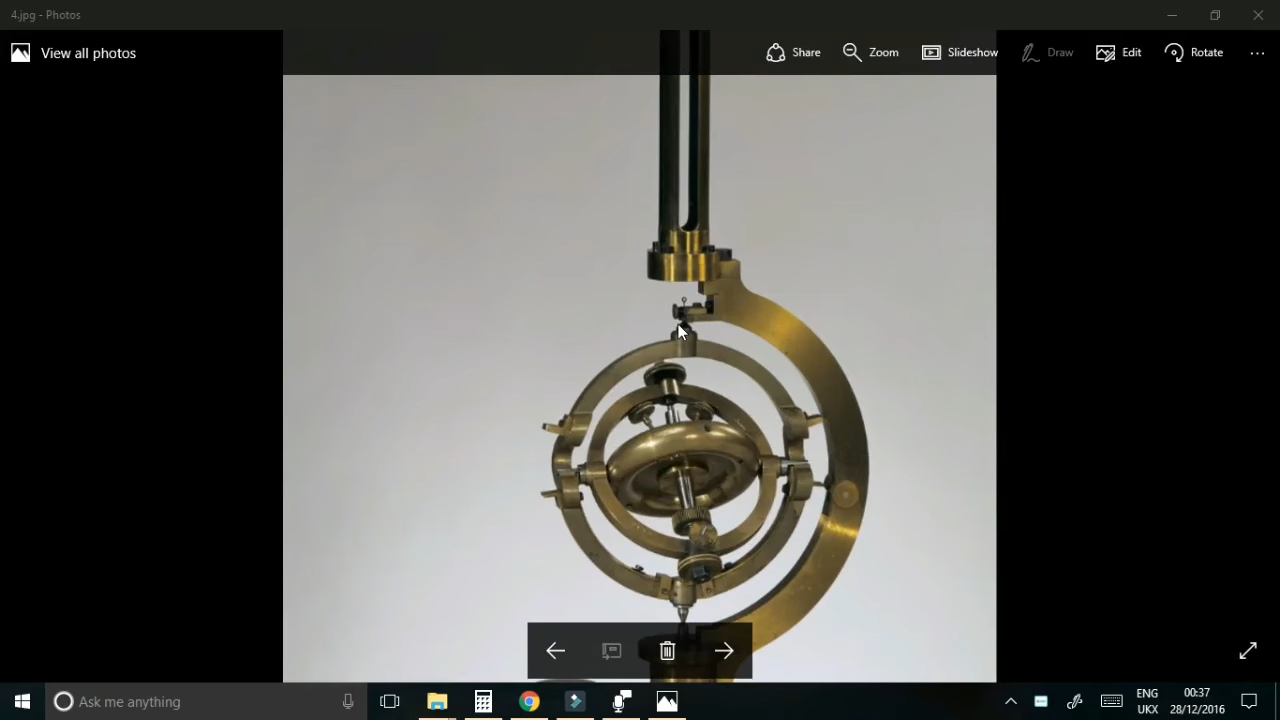 4.jpg - Photos
View all photos
Share
Zoom
Slideshow
Draw
Edit
Rotate
Ask me anything
ENG
UKX
00:37
28/12/2016